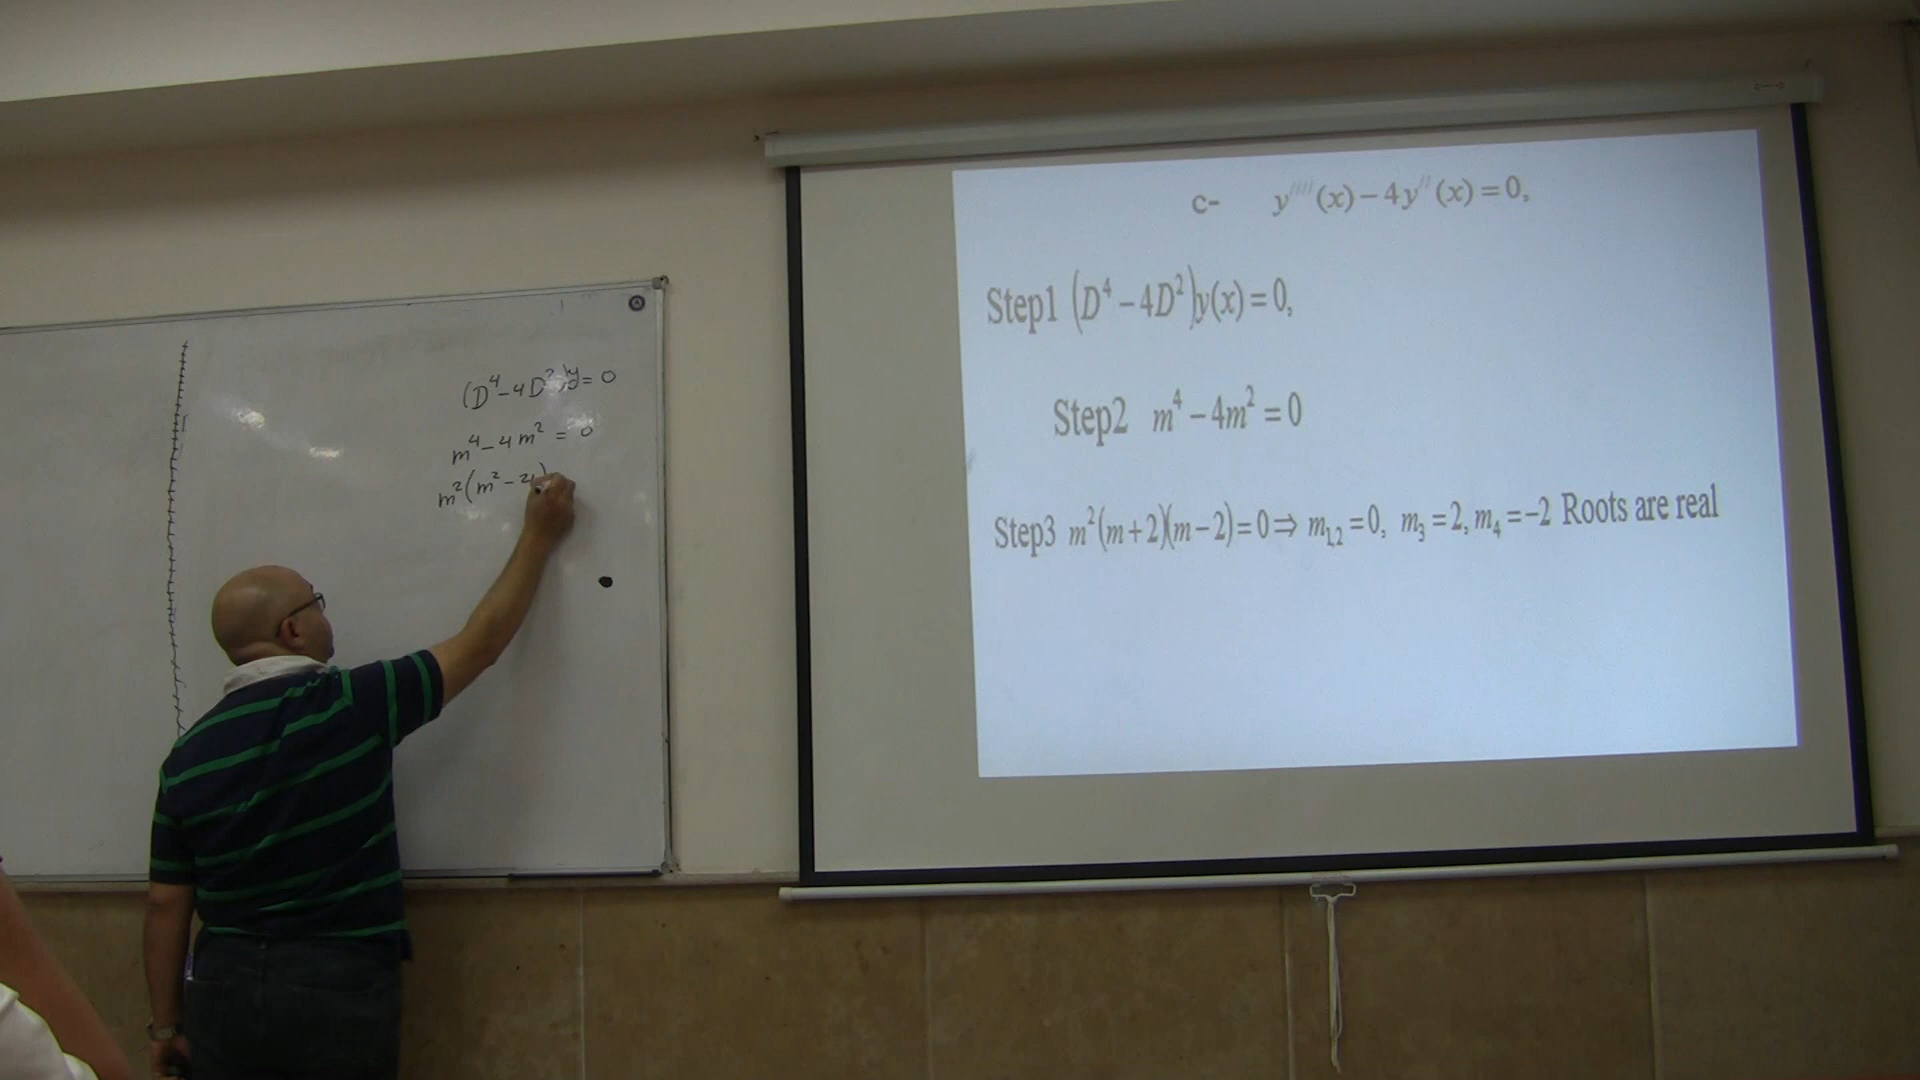 (D⁴-4D²)y = 0
m⁴-4m² = 0
m²(m²-4)
c- y////(x)-4y//(x)=0,
Step1 (D⁴-4D²)y(x)=0,
Step2 m⁴-4m²=0
Step3 m²(m+2)(m-2)=0⇒ m₁,₂=0, m₃=2, m₄=-2 Roots are real